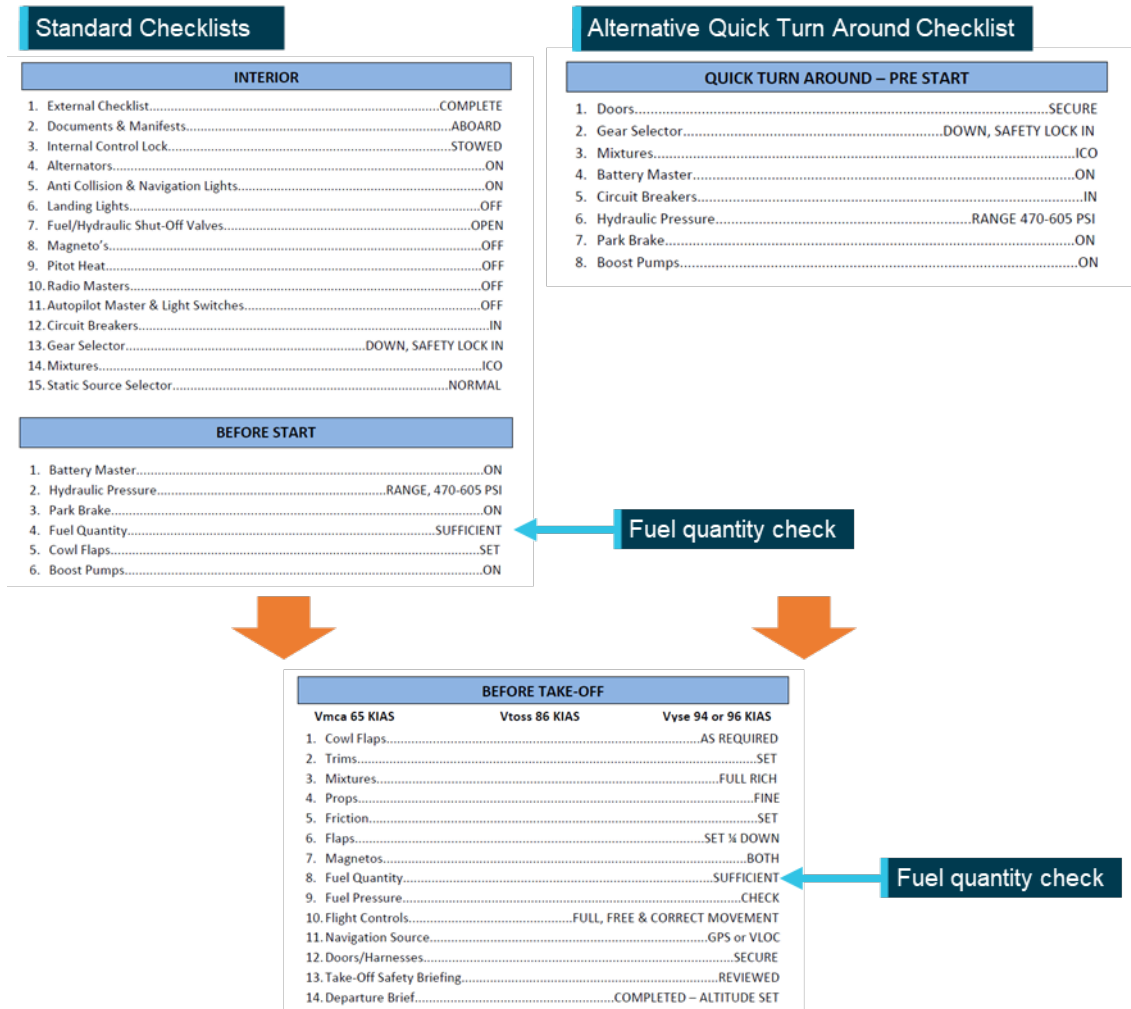 Standard Checklists
Alternative Quick Turn Around Checklist
INTERIOR
1. External Checklist...COMPLETE
2. Documents & Manifests...ABOARD
3. Internal Control Lock...STOWED
4. Alternators...ON
5. Anti Collision & Navigation Lights...ON
6. Landing Lights...OFF
7. Fuel/Hydraulic Shut-Off Valves...OPEN
8. Magneto's...OFF
9. Pitot Heat...OFF
10. Radio Masters...OFF
11. Autopilot Master & Light Switches...OFF
12. Circuit Breakers...IN
13. Gear Selector...DOWN, SAFETY LOCK IN
14. Mixtures...ICO
15. Static Source Selector...NORMAL
QUICK TURN AROUND – PRE START
1. Doors...SECURE
2. Gear Selector...DOWN, SAFETY LOCK IN
3. Mixtures...ICO
4. Battery Master...ON
5. Circuit Breakers...IN
6. Hydraulic Pressure...RANGE 470-605 PSI
7. Park Brake...ON
8. Boost Pumps...ON
BEFORE START
1. Battery Master...ON
2. Hydraulic Pressure...RANGE, 470-605 PSI
3. Park Brake...ON
4. Fuel Quantity...SUFFICIENT
5. Cowl Flaps...SET
6. Boost Pumps...ON
Fuel quantity check
BEFORE TAKE-OFF
Vmca 65 KIAS Vtoss 86 KIAS Vyse 94 or 96 KIAS
1. Cowl Flaps...AS REQUIRED
2. Trims...SET
3. Mixtures...FULL RICH
4. Props...FINE
5. Friction...SET
6. Flaps...SET ¼ DOWN
7. Magnetos...BOTH
8. Fuel Quantity...SUFFICIENT
9. Fuel Pressure...CHECK
10. Flight Controls...FULL, FREE & CORRECT MOVEMENT
11. Navigation Source...GPS or VLOC
12. Doors/Harnesses...SECURE
13. Take-Off Safety Briefing...REVIEWED
14. Departure Brief...COMPLETED – ALTITUDE SET
Fuel quantity check